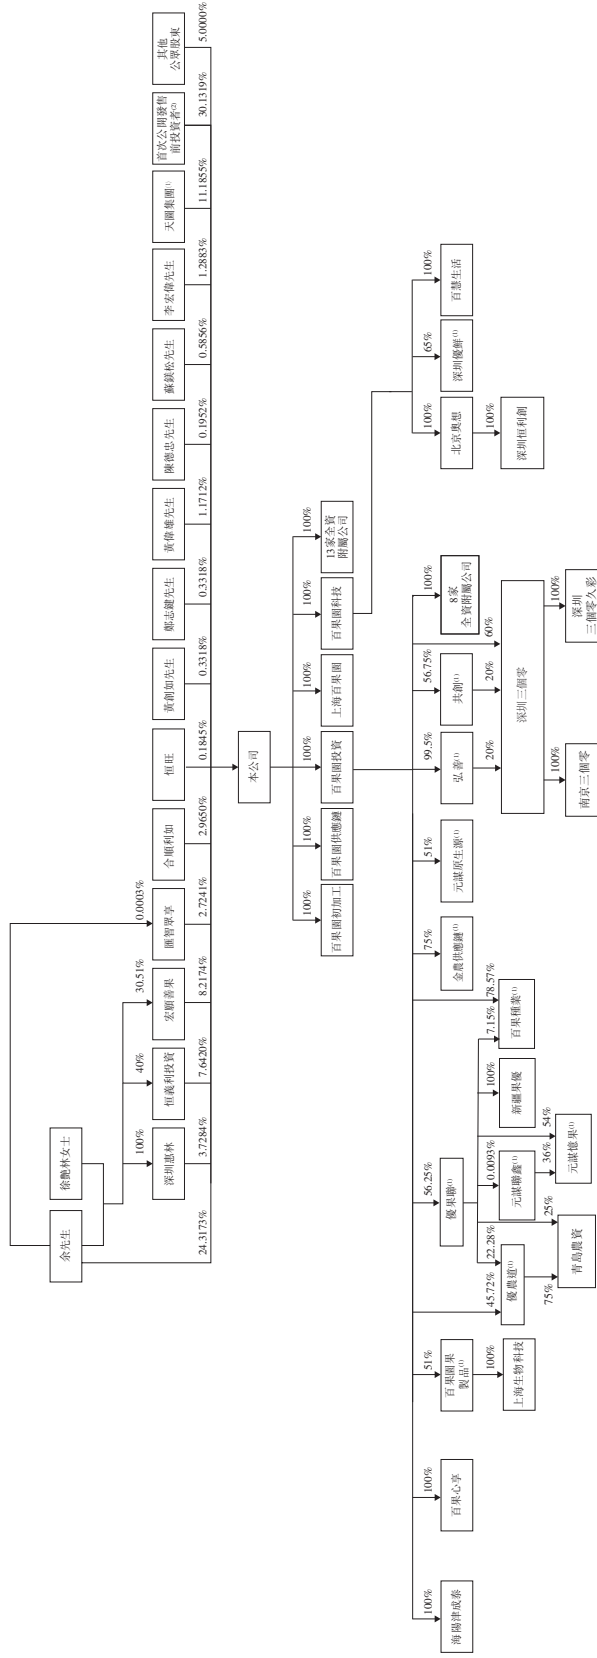 余先生
徐艷林女士
100%
40%
30.51%
0.0003%
深圳惠林
恒義利投資
宏願善果
匯智眾享
合順利如
恒旺
黃創如先生
鄭志鍵先生
黃偉雄先生
陳德忠先生
蘇鎂松先生
李宏偉先生
天圖集團⁽¹⁾
首次公開發售
前投資者⁽²⁾
其他
公眾股東
24.3173%
3.7284%
7.6420%
8.2174%
2.7241%
2.9650%
0.1845%
0.3318%
0.3318%
1.1712%
0.1952%
0.5856%
1.2883%
11.1855%
30.1319%
5.0000%
本公司
100%
100%
100%
100%
100%
100%
百果園初加工
百果園供應鏈
百果園投資
上海百果園
百果園科技
13家全資
附屬公司
100%
65%
100%
北京奧想
深圳優鮮⁽¹⁾
百慧生活
100%
深圳恒利創
100%
100%
51%
45.72%
56.25%
78.57%
75%
51%
99.5%
56.75%
60%
100%
海陽津成泰
百果心享
百果園果
製品⁽¹⁾
優果聯⁽¹⁾
金農供應鏈⁽¹⁾
元謀原生源⁽¹⁾
弘善⁽¹⁾
共創⁽¹⁾
8家
全資附屬公司
100%
22.28%
0.0093%
100%
7.15%
20%
20%
上海生物科技
優農道⁽¹⁾
元謀聯鑫⁽¹⁾
新疆果優
百果種業⁽¹⁾
深圳三個零
75%
25%
36%
54%
100%
100%
青島農資
元謀憶果⁽¹⁾
南京三個零
深圳
三個零久彩